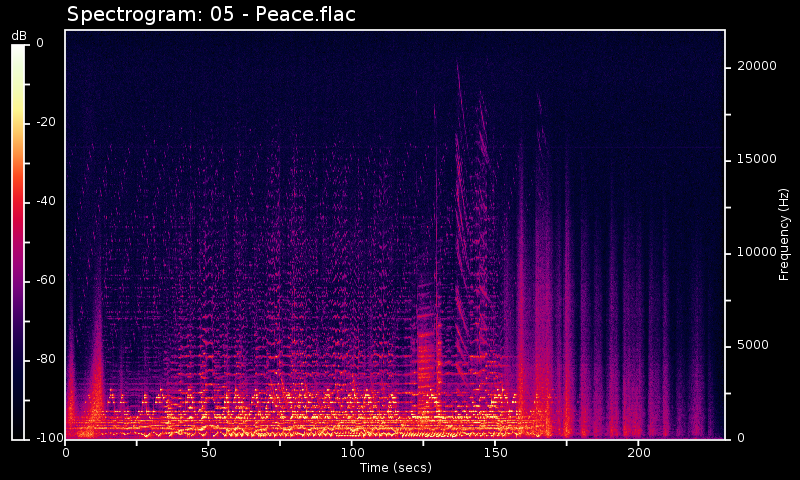 Spectrogram: 05 - Peace.flac
dB
0
-20
-40
-60
-80
-100
20000
15000
10000
5000
0
Frequency (Hz)
0 50 100 150 200
Time (secs)